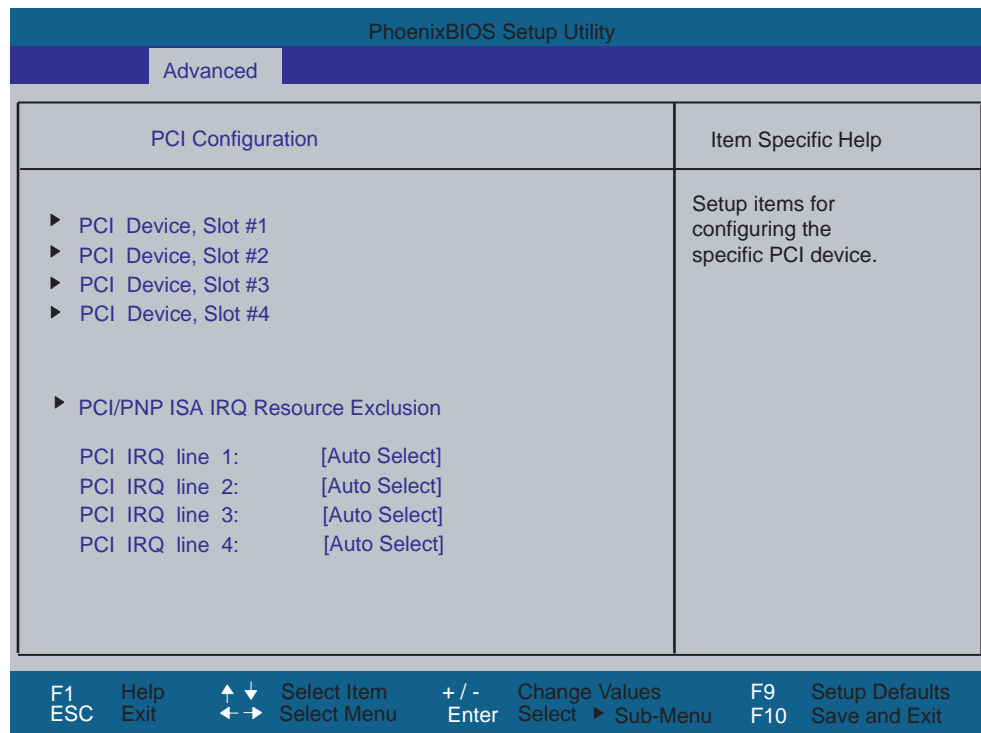 PhoenixBIOS Setup Utility
Advanced
PCI Configuration
Item Specific Help
PCI Device, Slot #1
PCI Device, Slot #2
PCI Device, Slot #3
PCI Device, Slot #4
PCI/PNP ISA IRQ Resource Exclusion
PCI IRQ line 1: [Auto Select]
PCI IRQ line 2: [Auto Select]
PCI IRQ line 3: [Auto Select]
PCI IRQ line 4: [Auto Select]
Setup items for
configuring the
specific PCI device.
F1 Help Select Item + / - Change Values F9 Setup Defaults
ESC Exit Select Menu Enter Select Sub-Menu F10 Save and Exit